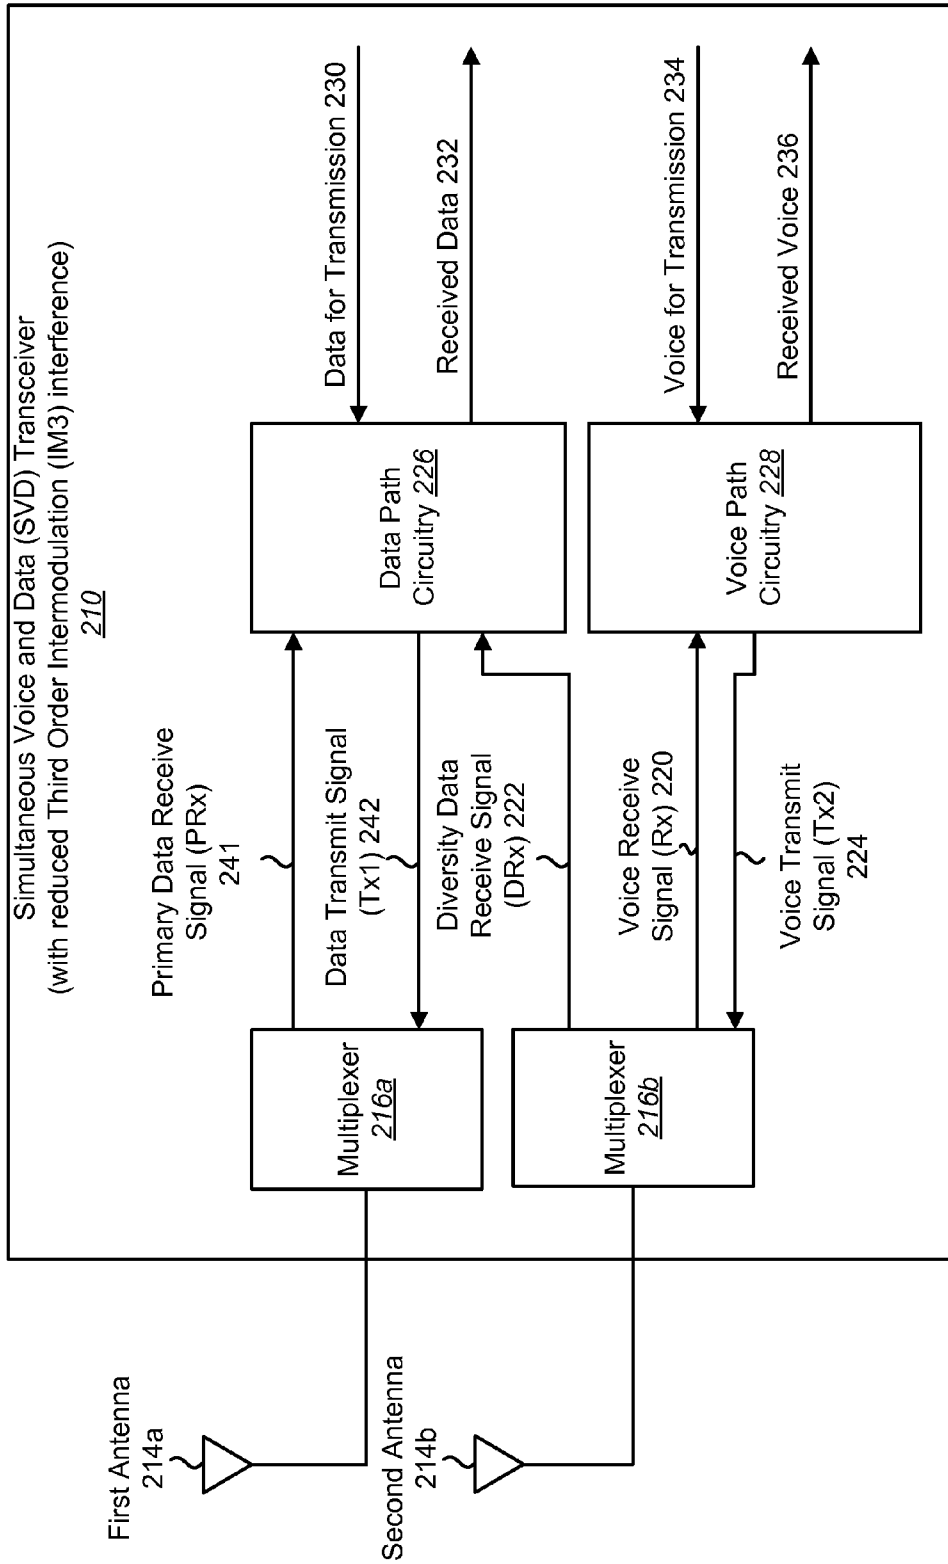 Simultaneous Voice and Data (SVD) Transceiver
(with reduced Third Order Intermodulation (IM3) interference)
210
First Antenna
214a
Second Antenna
214b
Multiplexer
216a
Multiplexer
216b
Primary Data Receive
Signal (PRx)
241
Data Transmit Signal
(Tx1) 242
Diversity Data
Receive Signal
(DRx) 222
Voice Receive
Signal (Rx) 220
Voice Transmit
Signal (Tx2)
224
Data Path
Circuitry 226
Voice Path
Circuitry 228
Data for Transmission 230
Received Data 232
Voice for Transmission 234
Received Voice 236